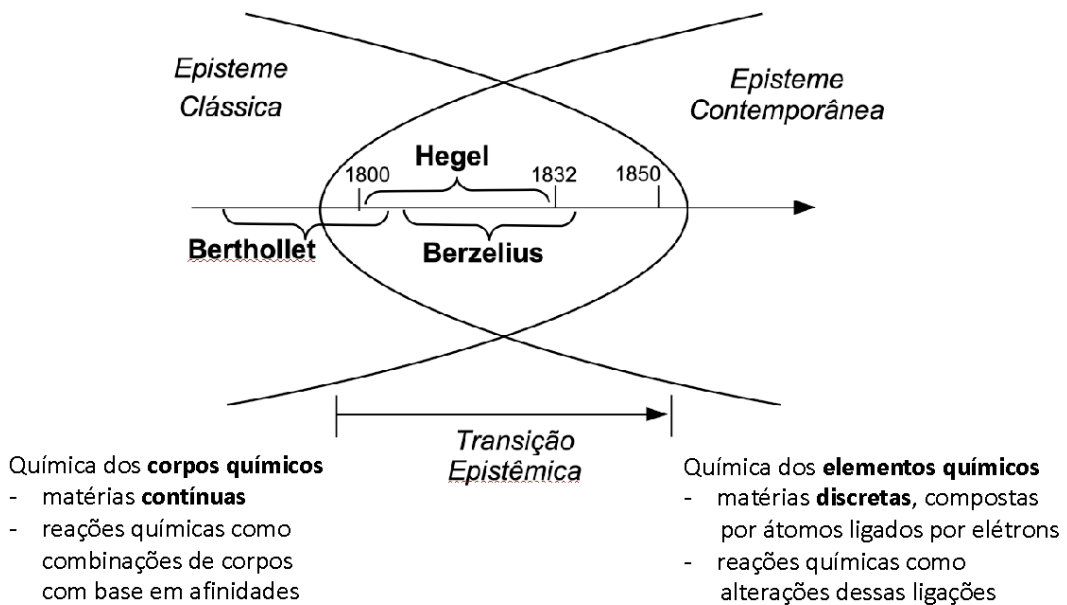 Episteme
Clássica
Episteme
Contemporânea
Hegel
1800
1832
1850
Berthollet
Berzelius
Transição
Epistêmica
Química dos corpos químicos
- matérias contínuas
- reações químicas como
combinações de corpos
com base em afinidades
Química dos elementos químicos
- matérias discretas, compostas
por átomos ligados por elétrons
- reações químicas como
alterações dessas ligações